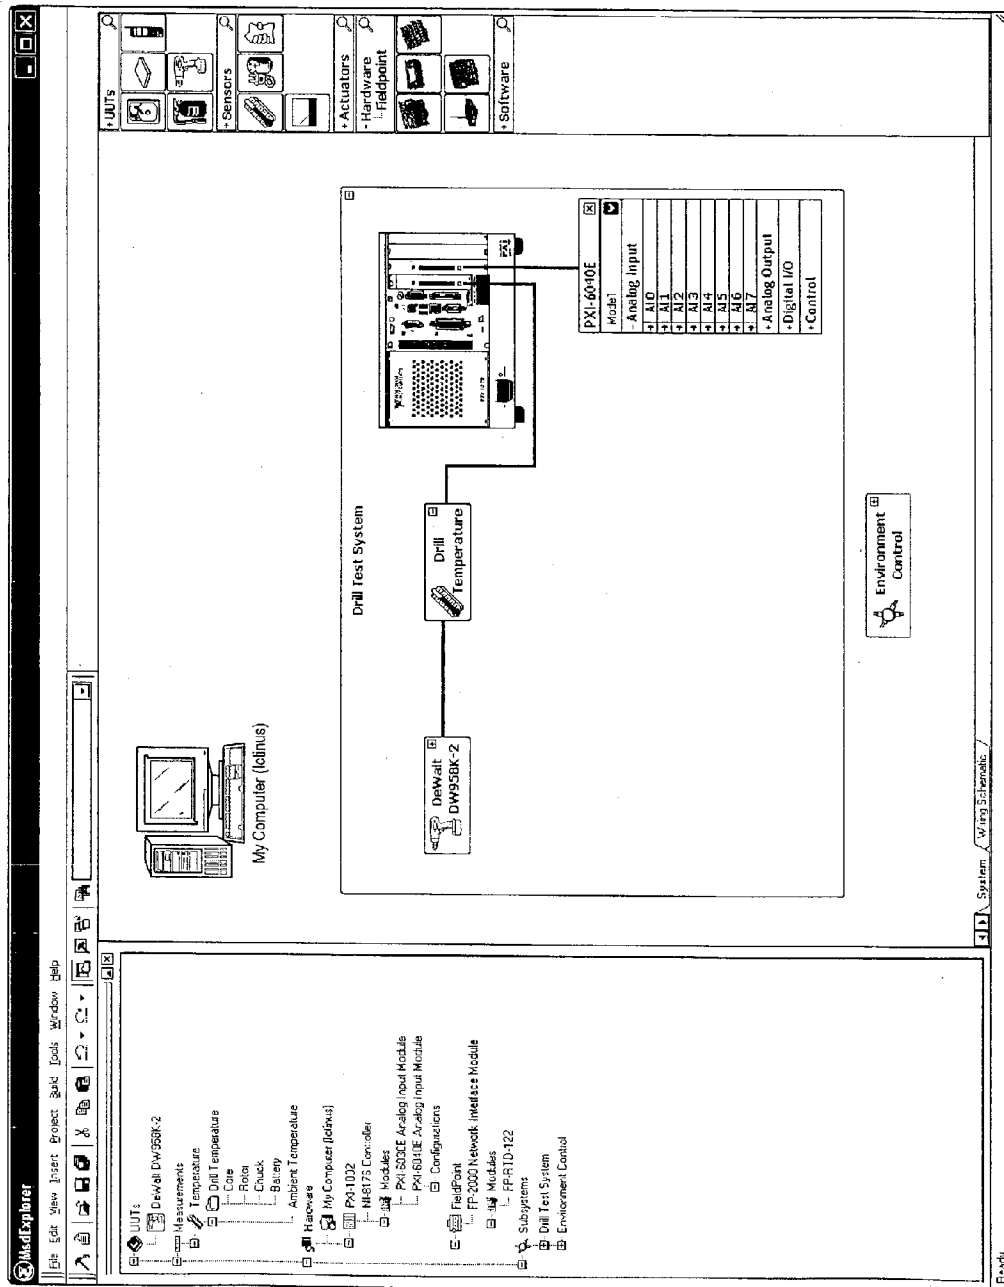 MsdExplorer
File Edit View Insert Project Build Tools Window Help
UUTs
DeWalt DW958K-2
Measurements
Temperature
Drill Temperature
Core
Rotor
Chuck
Battery
Ambient Temperature
Hardware
My Computer (Ictinus)
PXI-1002
NI-8176 Controller
Modules
PXI-6030E Analog Input Module
PXI-6040E Analog Input Module
Configurations
FieldPoint
FP-2000 Network Interface Module
Modules
FP-RTD-122
Subsystems
Drill Test System
Environment Control
My Computer (Ictinus)
Drill Test System
DeWalt
DW958K-2
Drill
Temperature
PXI-6040E
Model
- Analog Input
AI0
AI1
AI2
AI3
AI4
AI5
AI6
AI7
+Analog Output
+Digital I/O
+Control
Environment
Control
+UUTs
+Sensors
+Actuators
-Hardware
Fieldpoint
+Software
System
Wiring Schematic
Ready